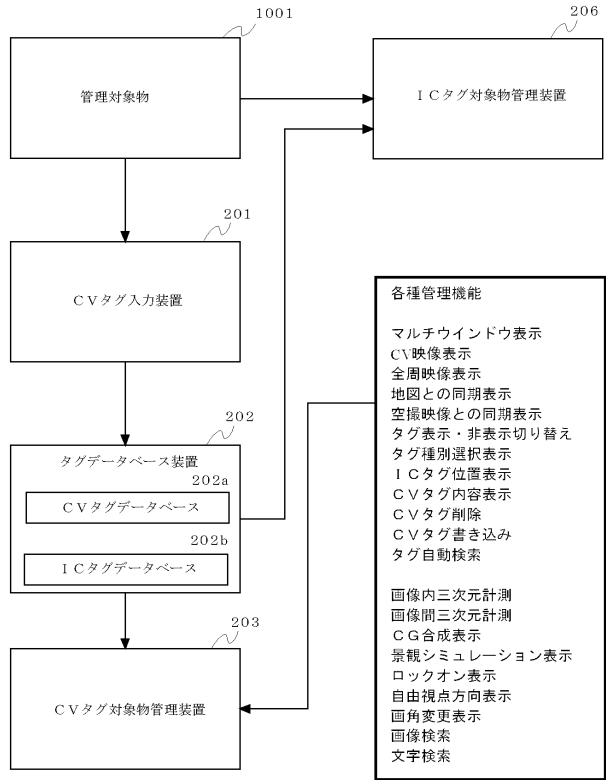 1001
管理対象物
206
ＩＣタグ対象物管理装置
201
ＣＶタグ入力装置
202
タグデータベース装置
202a
ＣＶタグデータベース
202b
ＩＣタグデータベース
203
ＣＶタグ対象物管理装置
各種管理機能
マルチウインドウ表示
CV映像表示
全周映像表示
地図との同期表示
空撮映像との同期表示
タグ表示・非表示切り替え
タグ種別選択表示
ＩＣタグ位置表示
ＣＶタグ内容表示
ＣＶタグ削除
ＣＶタグ書き込み
タグ自動検索
画像内三次元計測
画像間三次元計測
ＣＧ合成表示
景観シミュレーション表示
ロックオン表示
自由視点方向表示
画角変更表示
画像検索
文字検索